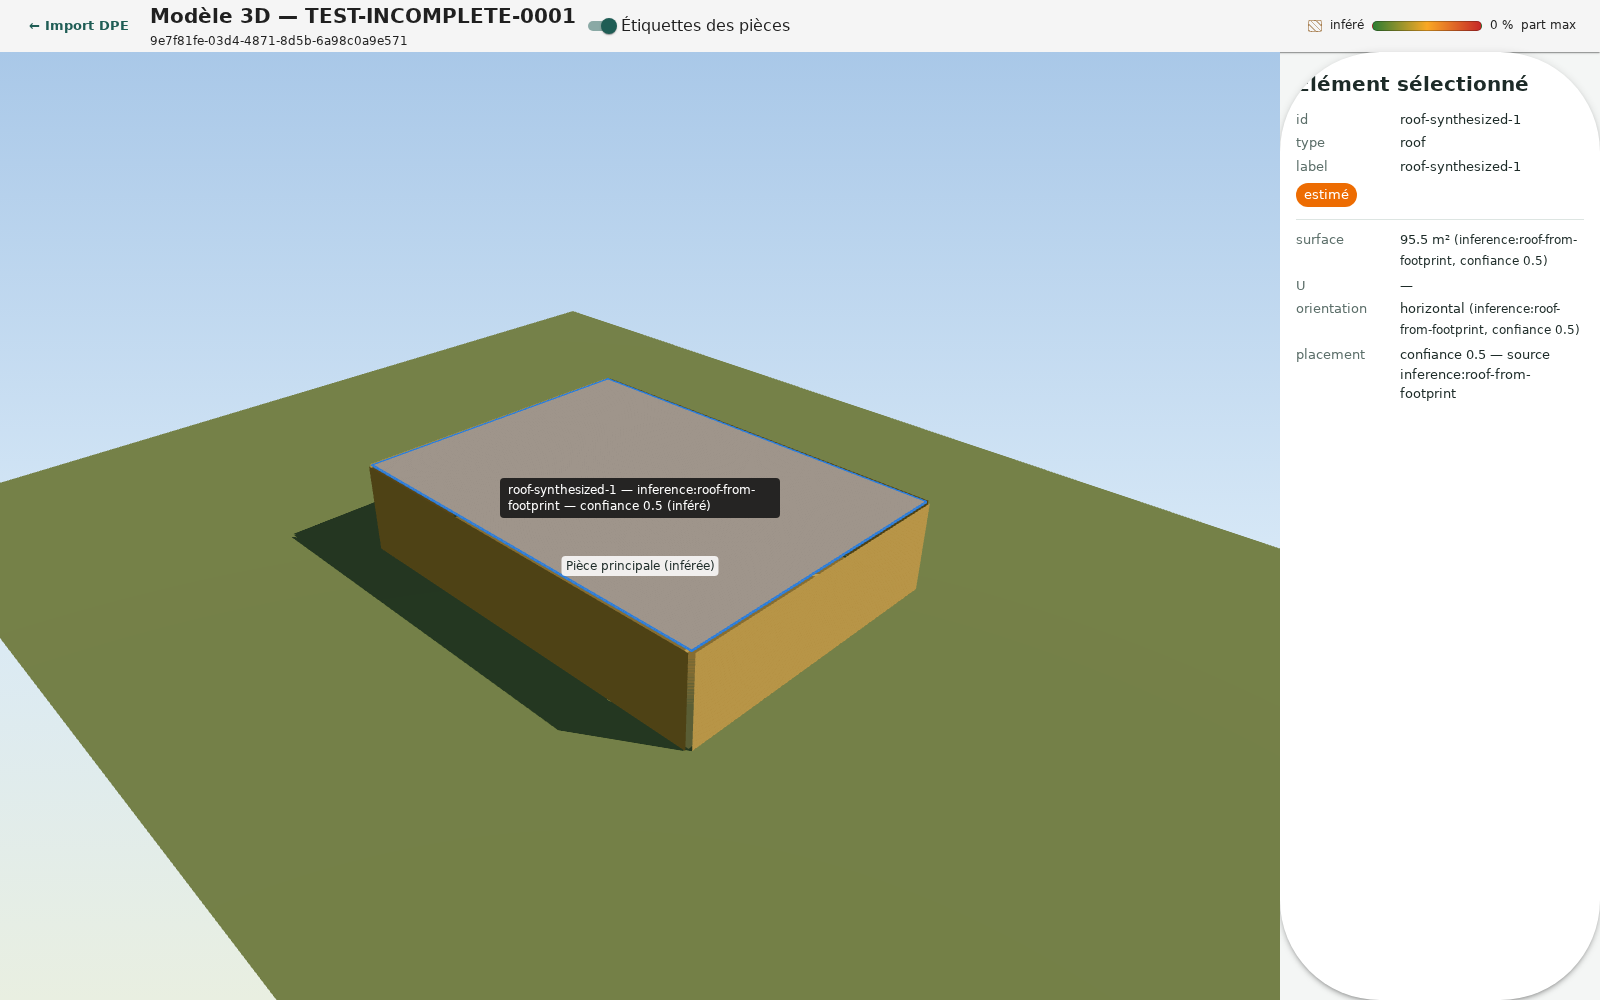 ← Import DPE
Modèle 3D — TEST-INCOMPLETE-0001
9e7f81fe-03d4-4871-8d5b-6a98c0a9e571
Étiquettes des pièces
inféré
0 % part max
Élément sélectionné
id roof-synthesized-1
type roof
label roof-synthesized-1
estimé
surface 95.5 m² (inference:roof-from-
footprint, confiance 0.5)
U —
orientation horizontal (inference:roof-
from-footprint, confiance 0.5)
placement confiance 0.5 — source
inference:roof-from-
footprint
roof-synthesized-1 — inference:roof-from-
footprint — confiance 0.5 (inféré)
Pièce principale (inférée)